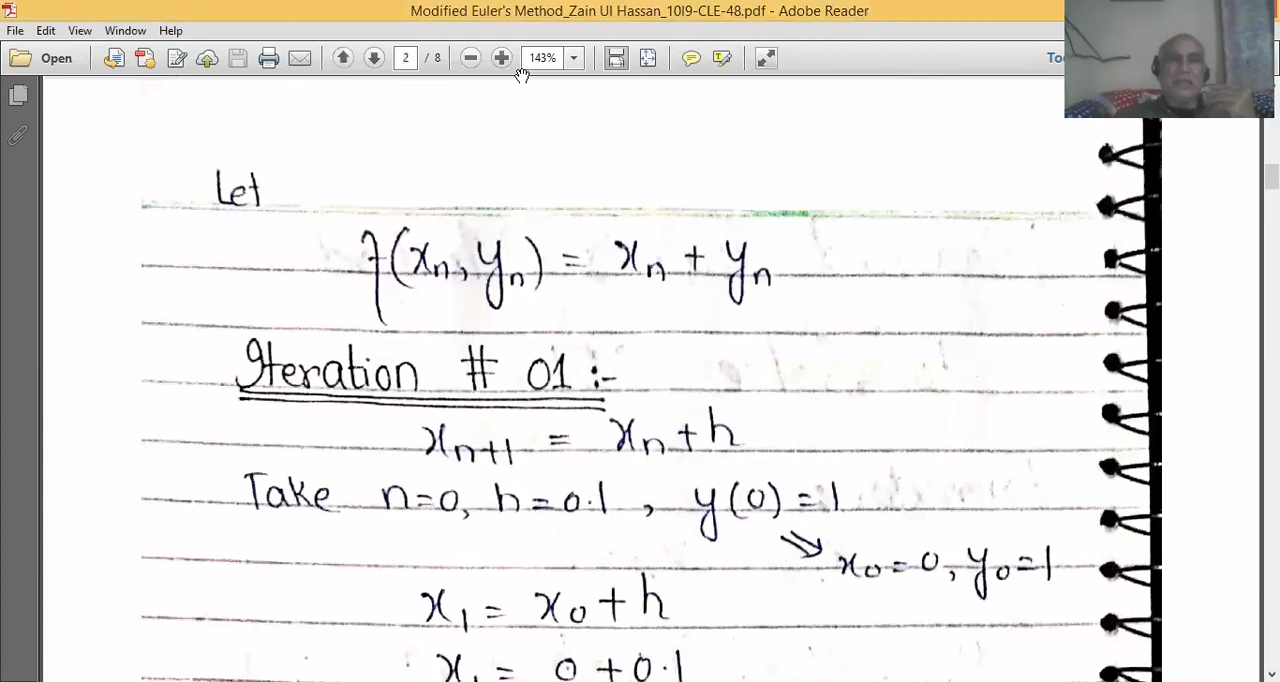 Modified Euler's Method_Zain Ul Hassan_10I9-CLE-48.pdf - Adobe Reader
File Edit View Window Help
Open 2 / 8 143% To
Let
f(xₙ, yₙ) = xₙ + yₙ
Iteration # 01 :-
xₙ₊₁ = xₙ + h
Take n=0, h=0.1, y(0)=1
⇒ x₀=0, y₀=1
x₁ = x₀ + h
x₁ = 0 + 0.1